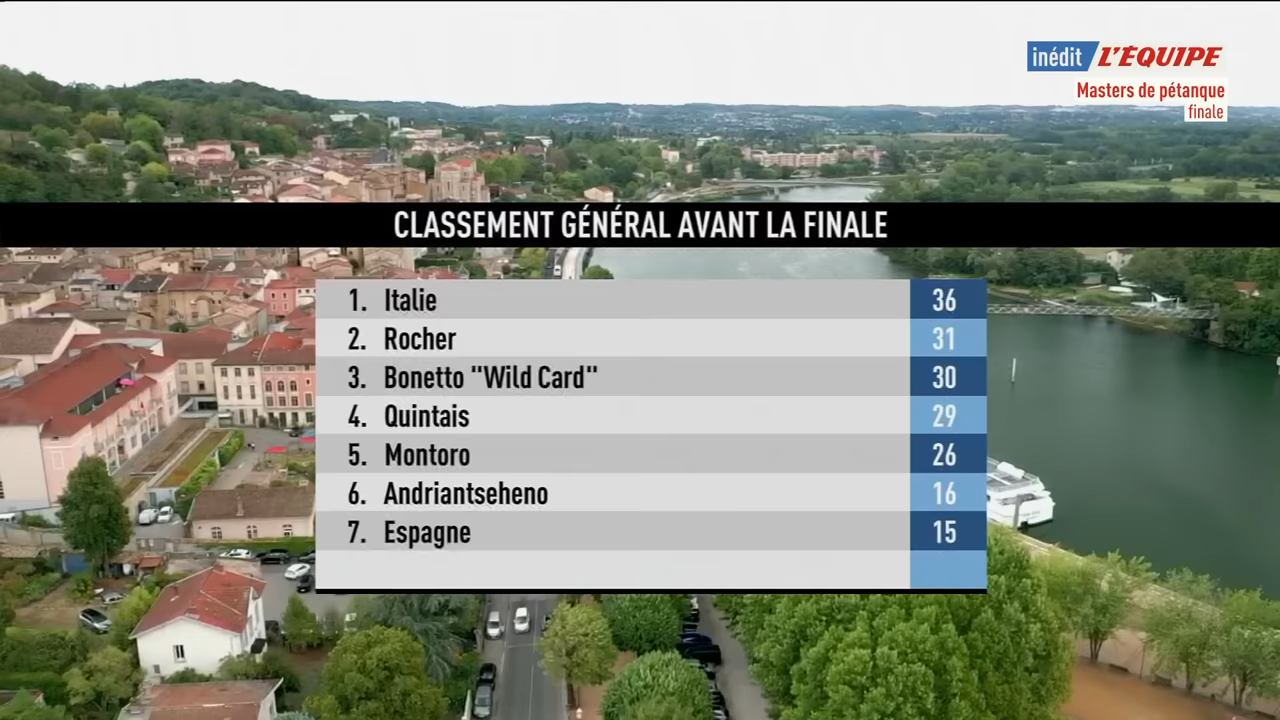 inédit L'ÉQUIPE
Masters de pétanque
finale
CLASSEMENT GÉNÉRAL AVANT LA FINALE
1. Italie 36
2. Rocher 31
3. Bonetto "Wild Card" 30
4. Quintais 29
5. Montoro 26
6. Andriantseheno 16
7. Espagne 15